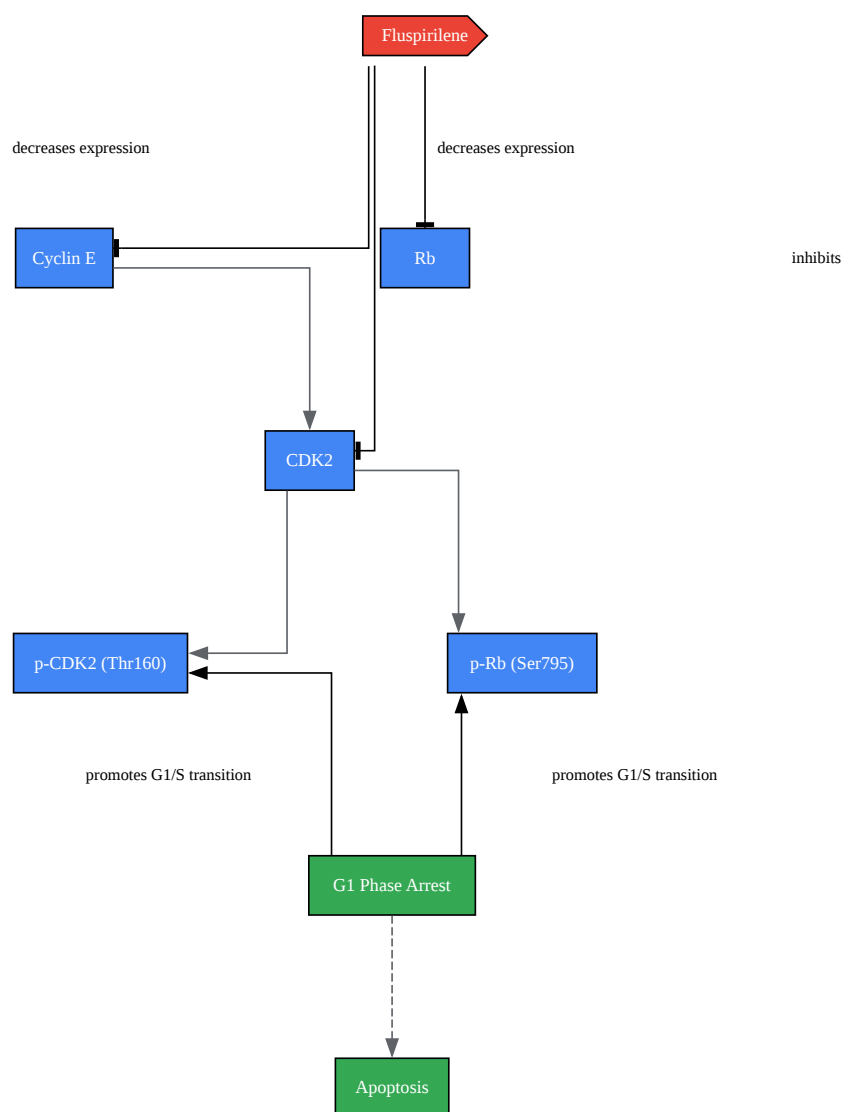 Fluspirilene
decreases expression
decreases expression
Cyclin E
Rb
inhibits
CDK2
p-CDK2 (Thr160)
p-Rb (Ser795)
promotes G1/S transition
promotes G1/S transition
G1 Phase Arrest
Apoptosis